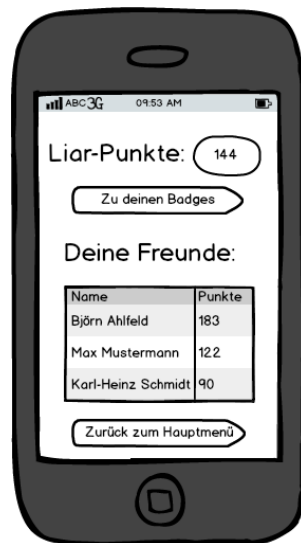 ABC 3G 09:53 AM
Liar-Punkte: 144
Zu deinen Badges
Deine Freunde:
Name Punkte
Björn Ahlfeld 183
Max Mustermann 122
Karl-Heinz Schmidt 90
Zurück zum Hauptmenü